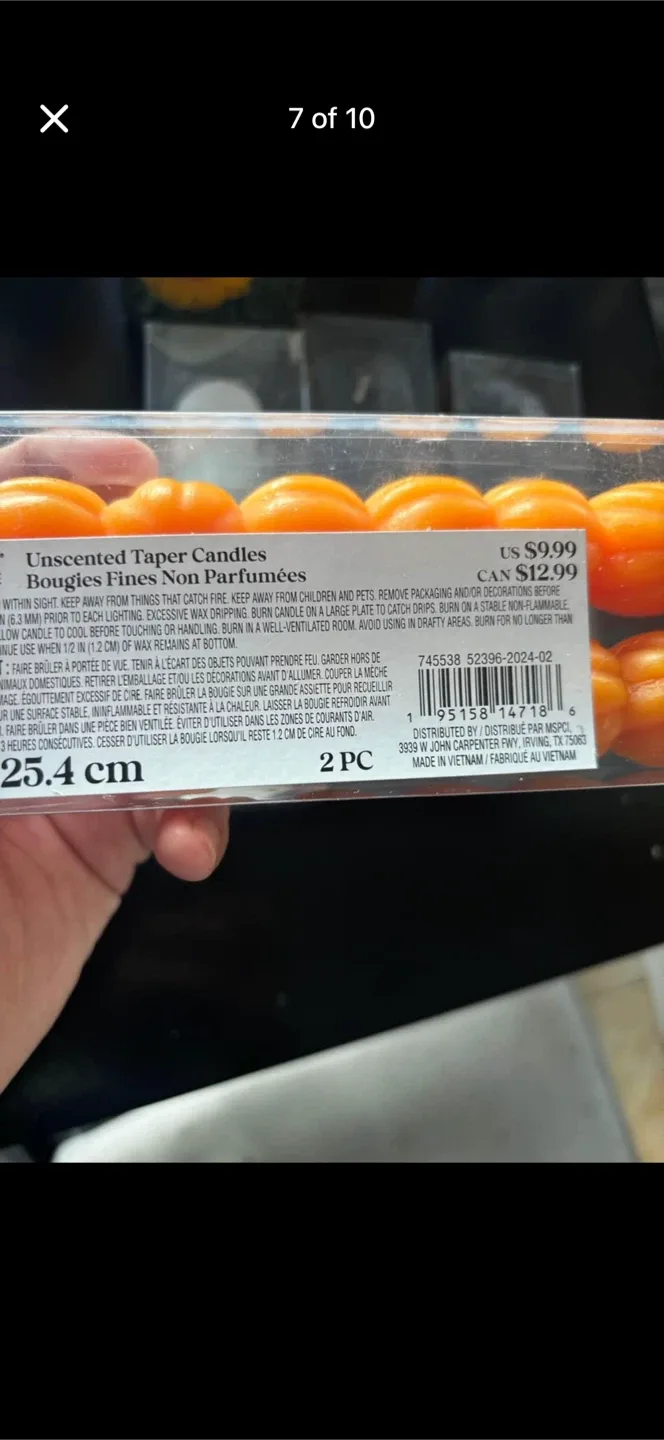 7 of 10
Unscented Taper Candles
Bougies Fines Non Parfumées
US $9.99
CAN $12.99
WITHIN SIGHT. KEEP AWAY FROM THINGS THAT CATCH FIRE. KEEP AWAY FROM CHILDREN AND PETS. REMOVE PACKAGING AND/OR DECORATIONS BEFORE
N (6.3 MM) PRIOR TO EACH LIGHTING. EXCESSIVE WAX DRIPPING. BURN CANDLE ON A LARGE PLATE TO CATCH DRIPS. BURN ON A STABLE NON-FLAMMABLE,
LOW CANDLE TO COOL BEFORE TOUCHING OR HANDLING. BURN IN A WELL-VENTILATED ROOM. AVOID USING IN DRAFTY AREAS. BURN FOR NO LONGER THAN
NUE USE WHEN 1/2 IN (1.2 CM) OF WAX REMAINS AT BOTTOM.
T : FAIRE BRÛLER À PORTÉE DE VUE. TENIR À L'ÉCART DES OBJETS POUVANT PRENDRE FEU. GARDER HORS DE
NIMAUX DOMESTIQUES. RETIRER L'EMBALLAGE ET/OU LES DÉCORATIONS AVANT D'ALLUMER. COUPER LA MÈCHE
MAGE. ÉGOUTTEMENT EXCESSIF DE CIRE. FAIRE BRÛLER LA BOUGIE SUR UNE GRANDE ASSIETTE POUR RECUEILLIR
UR UNE SURFACE STABLE, ININFLAMMABLE ET RÉSISTANTE À LA CHALEUR. LAISSER LA BOUGIE REFROIDIR AVANT
. FAIRE BRÛLER DANS UNE PIÈCE BIEN VENTILÉE. ÉVITER D'UTILISER DANS LES ZONES DE COURANTS D'AIR.
3 HEURES CONSÉCUTIVES. CESSER D'UTILISER LA BOUGIE LORSQU'IL RESTE 1.2 CM DE CIRE AU FOND.
745538 52396-2024-02
1 95158 14718 6
DISTRIBUTED BY / DISTRIBUÉ PAR MSPCI,
3939 W JOHN CARPENTER FWY, IRVING, TX 75063
MADE IN VIETNAM / FABRIQUÉ AU VIETNAM
25.4 cm
2 PC